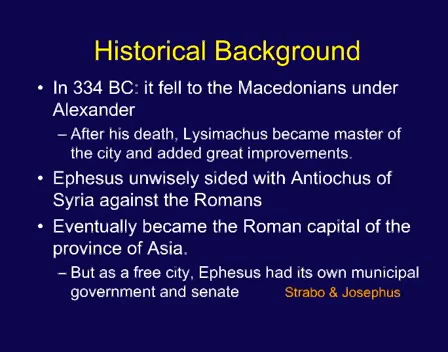 Historical Background
• In 334 BC: it fell to the Macedonians under
Alexander
– After his death, Lysimachus became master of
the city and added great improvements.
• Ephesus unwisely sided with Antiochus of
Syria against the Romans
• Eventually became the Roman capital of the
province of Asia.
– But as a free city, Ephesus had its own municipal
government and senate Strabo & Josephus